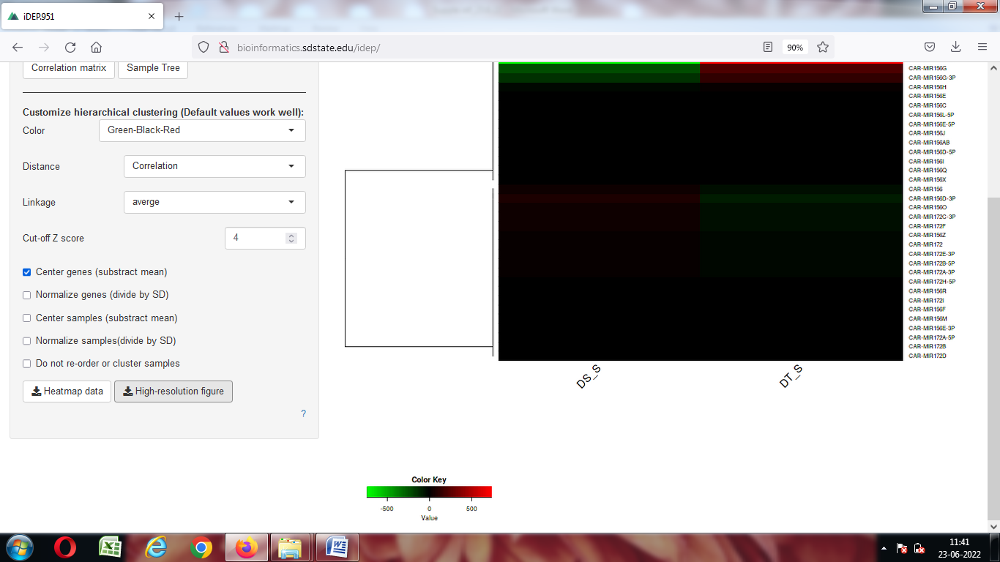 iDEP.951
bioinformatics.sdstate.edu/idep/
90%
Correlation matrix
Sample Tree
Customize hierarchical clustering (Default values work well):
Color
Green-Black-Red
Distance
Correlation
Linkage
averge
Cut-off Z score
4
Center genes (substract mean)
Normalize genes (divide by SD)
Center samples (substract mean)
Normalize samples(divide by SD)
Do not re-order or cluster samples
Heatmap data
High-resolution figure
?
CAR-MIR156G
CAR-MIR156G-3P
CAR-MIR156H
CAR-MIR156E
CAR-MIR156C
CAR-MIR156L-5P
CAR-MIR156E-5P
CAR-MIR156J
CAR-MIR156AB
CAR-MIR156D-5P
CAR-MIR156I
CAR-MIR156Q
CAR-MIR156X
CAR-MIR156
CAR-MIR156D-3P
CAR-MIR156O
CAR-MIR172C-3P
CAR-MIR172F
CAR-MIR156Z
CAR-MIR172
CAR-MIR172E-3P
CAR-MIR172B-5P
CAR-MIR172A-3P
CAR-MIR172H-5P
CAR-MIR156R
CAR-MIR172I
CAR-MIR156F
CAR-MIR156M
CAR-MIR156E-3P
CAR-MIR172A-5P
CAR-MIR172B
CAR-MIR172D
DS_S
DT_S
Color Key
-500 0 500
Value
11:41
23-06-2022